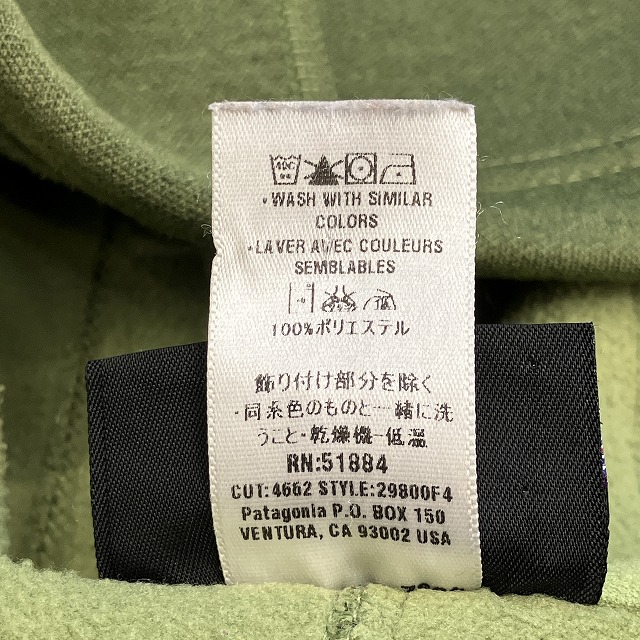 • WASH WITH SIMILAR
COLORS
• LAVER AVEC COULEURS
SEMBLABLES
100%ポリエステル
飾り付け部分を除く
・同系色のものと一緒に洗
うこと・乾燥機−低温
RN:51884
CUT:4662 STYLE:29800F4
Patagonia P.O. BOX 150
VENTURA, CA 93002 USA